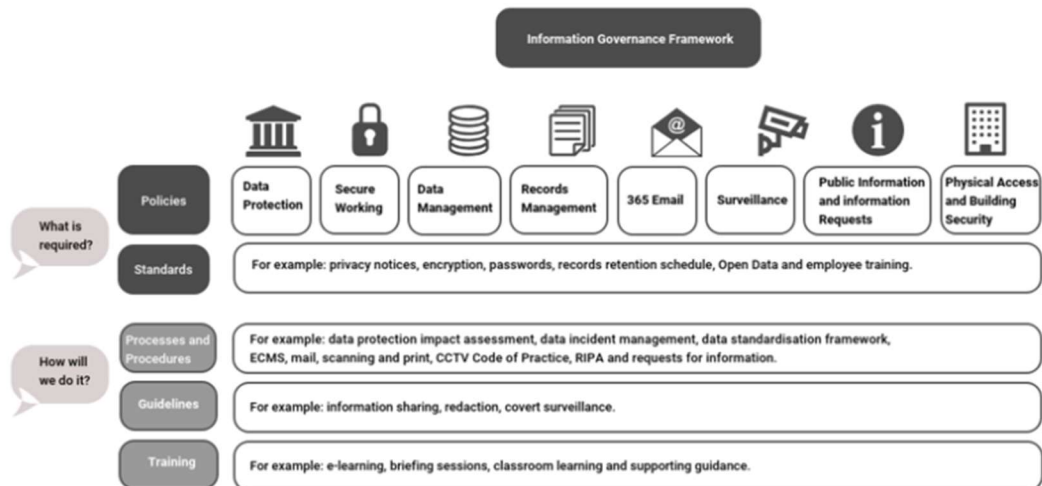 Information Governance Framework
@
i
Policies
Data
Protection
Secure
Working
Data
Management
Records
Management
365 Email
Surveillance
Public Information
and information
Requests
Physical Access
and Building
Security
What is
required?
Standards
For example: privacy notices, encryption, passwords, records retention schedule, Open Data and employee training.
Processes and
Procedures
For example: data protection impact assessment, data incident management, data standardisation framework,
ECMS, mail, scanning and print, CCTV Code of Practice, RIPA and requests for information.
How will
we do it?
Guidelines
For example: information sharing, redaction, covert surveillance.
Training
For example: e-learning, briefing sessions, classroom learning and supporting guidance.